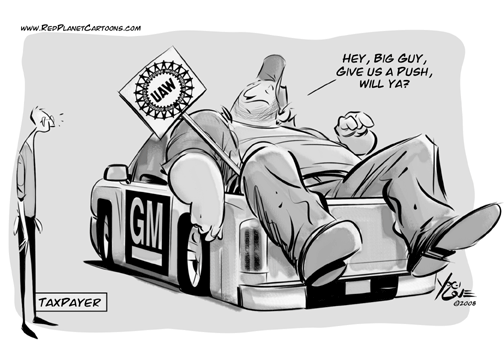 www.RedPlanetCartoons.com
Hey, Big Guy,
Give us a push,
Will ya?
UAW
GM
Taxpayer
©2008